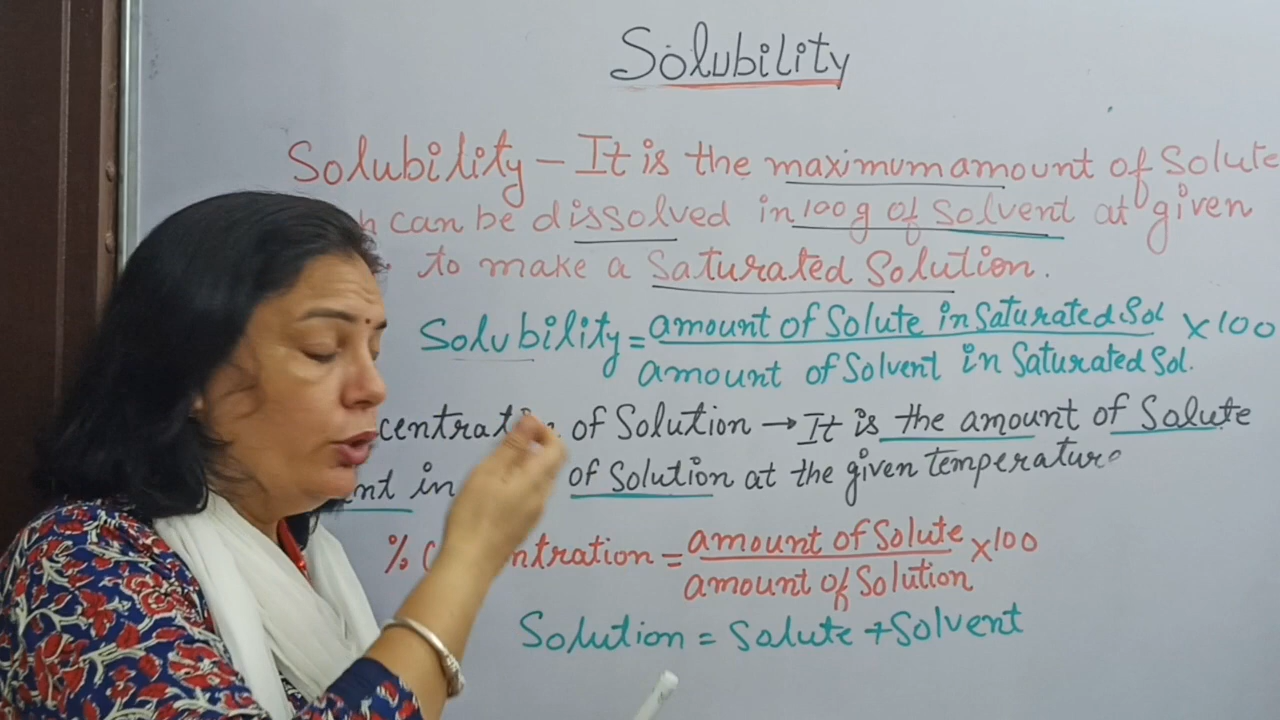 Solubility
Solubility – It is the maximum amount of Solute
can be dissolved in 100g of Solvent at given
to make a Saturated Solution.
Solubility = amount of Solute in Saturated Sol × 100
amount of Solvent in Saturated Sol.
of Solution → It is the amount of Solute
in of Solution at the given temperature
% = amount of Solute × 100
amount of Solution
Solution = Solute + Solvent